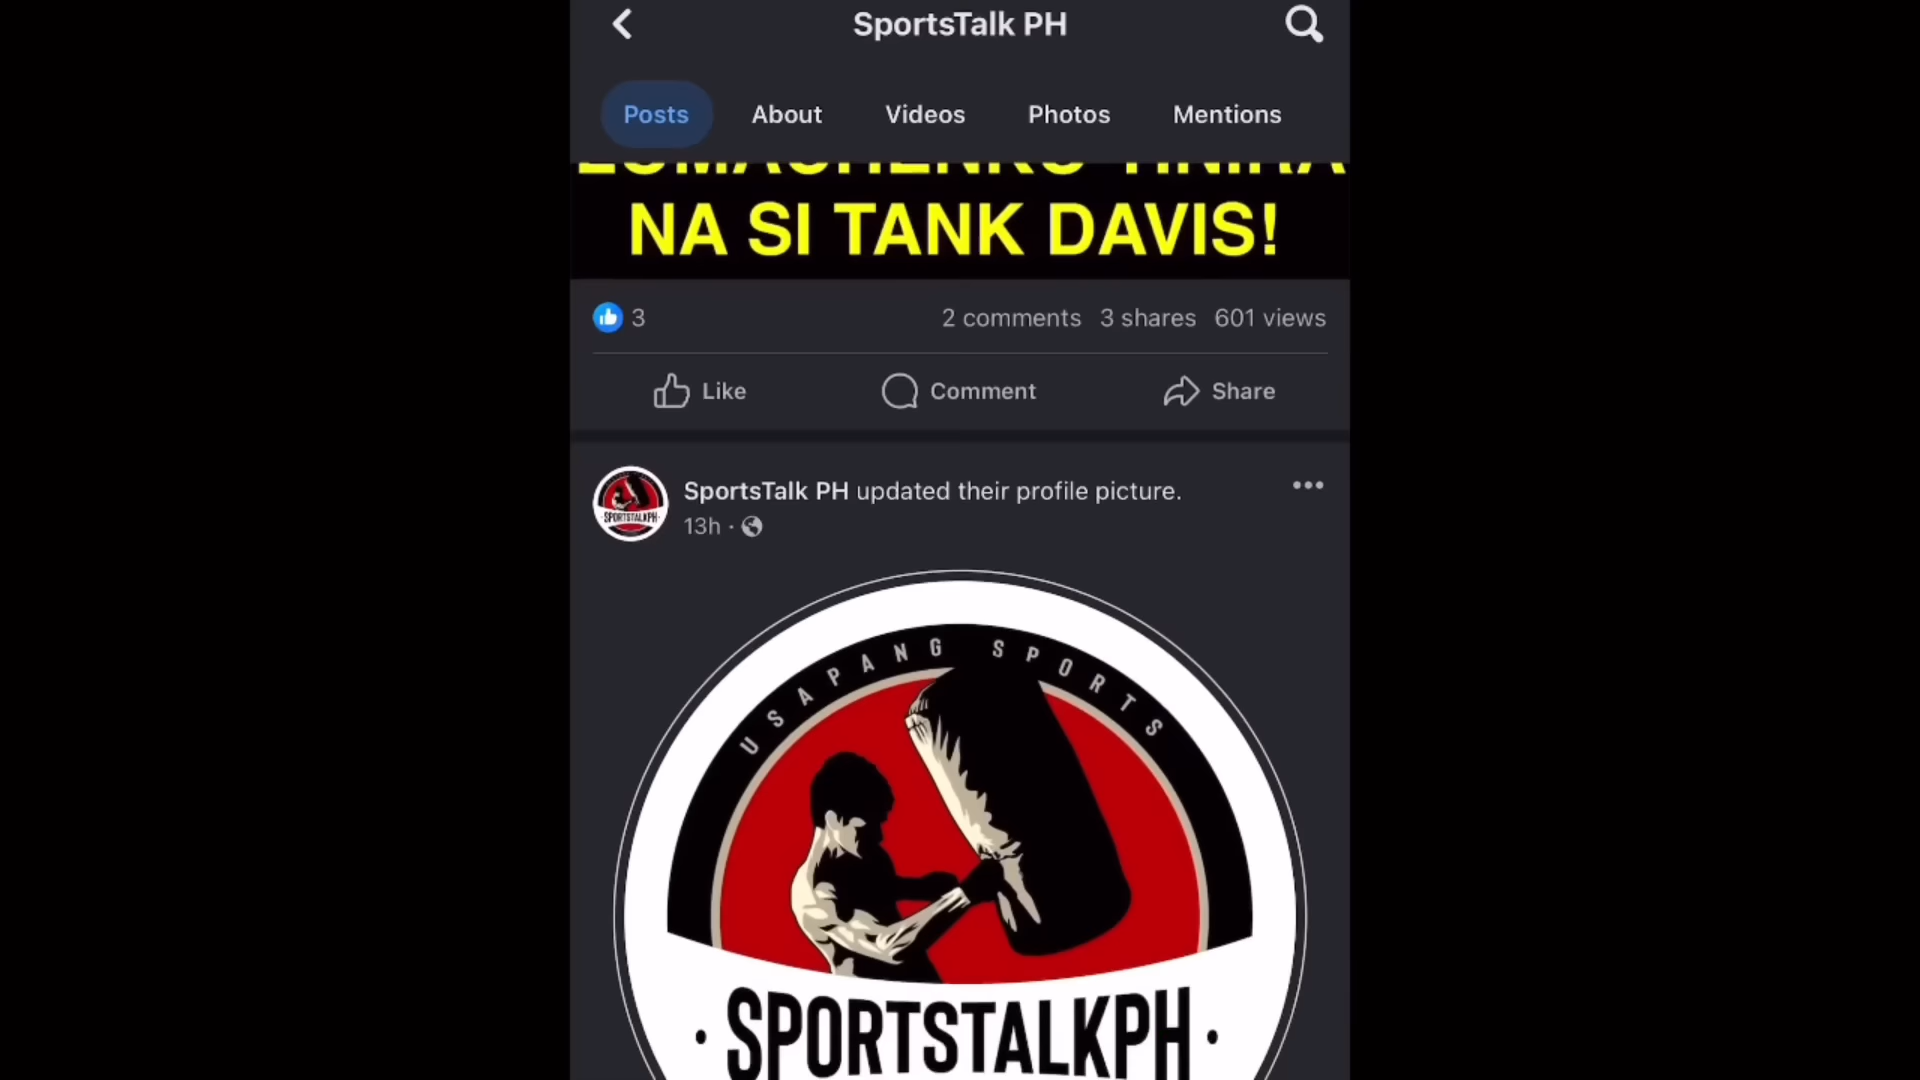 SportsTalk PH
Posts About Videos Photos Mentions
NA SI TANK DAVIS!
3 2 comments 3 shares 601 views
Like Comment Share
SportsTalk PH updated their profile picture.
SPORTSTALKPH
13h ·
USAPANG SPORTS
· SPORTSTALKPH ·